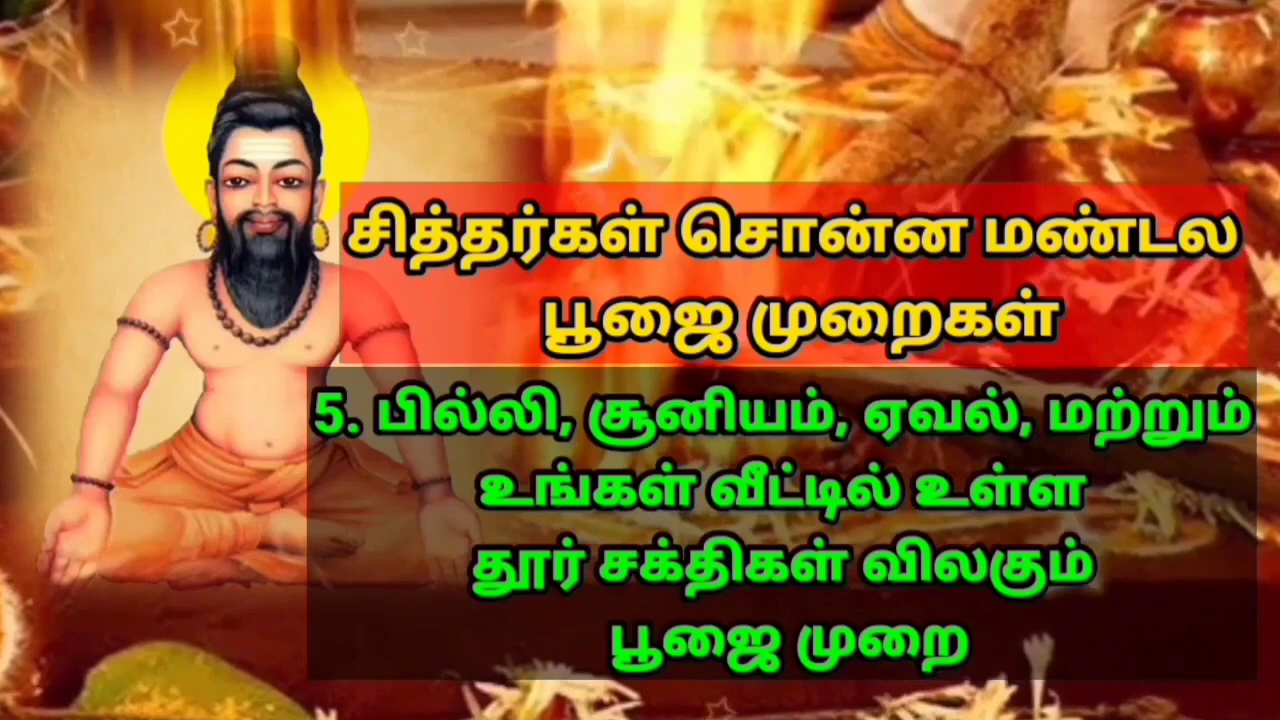 சித்தர்கள் சொன்ன மண்டல
பூஜை முறைகள்
5. பில்லி, சூனியம், ஏவல், மற்றும்
உங்கள் வீட்டில் உள்ள
தூர் சக்திகள் விலகும்
பூஜை முறை